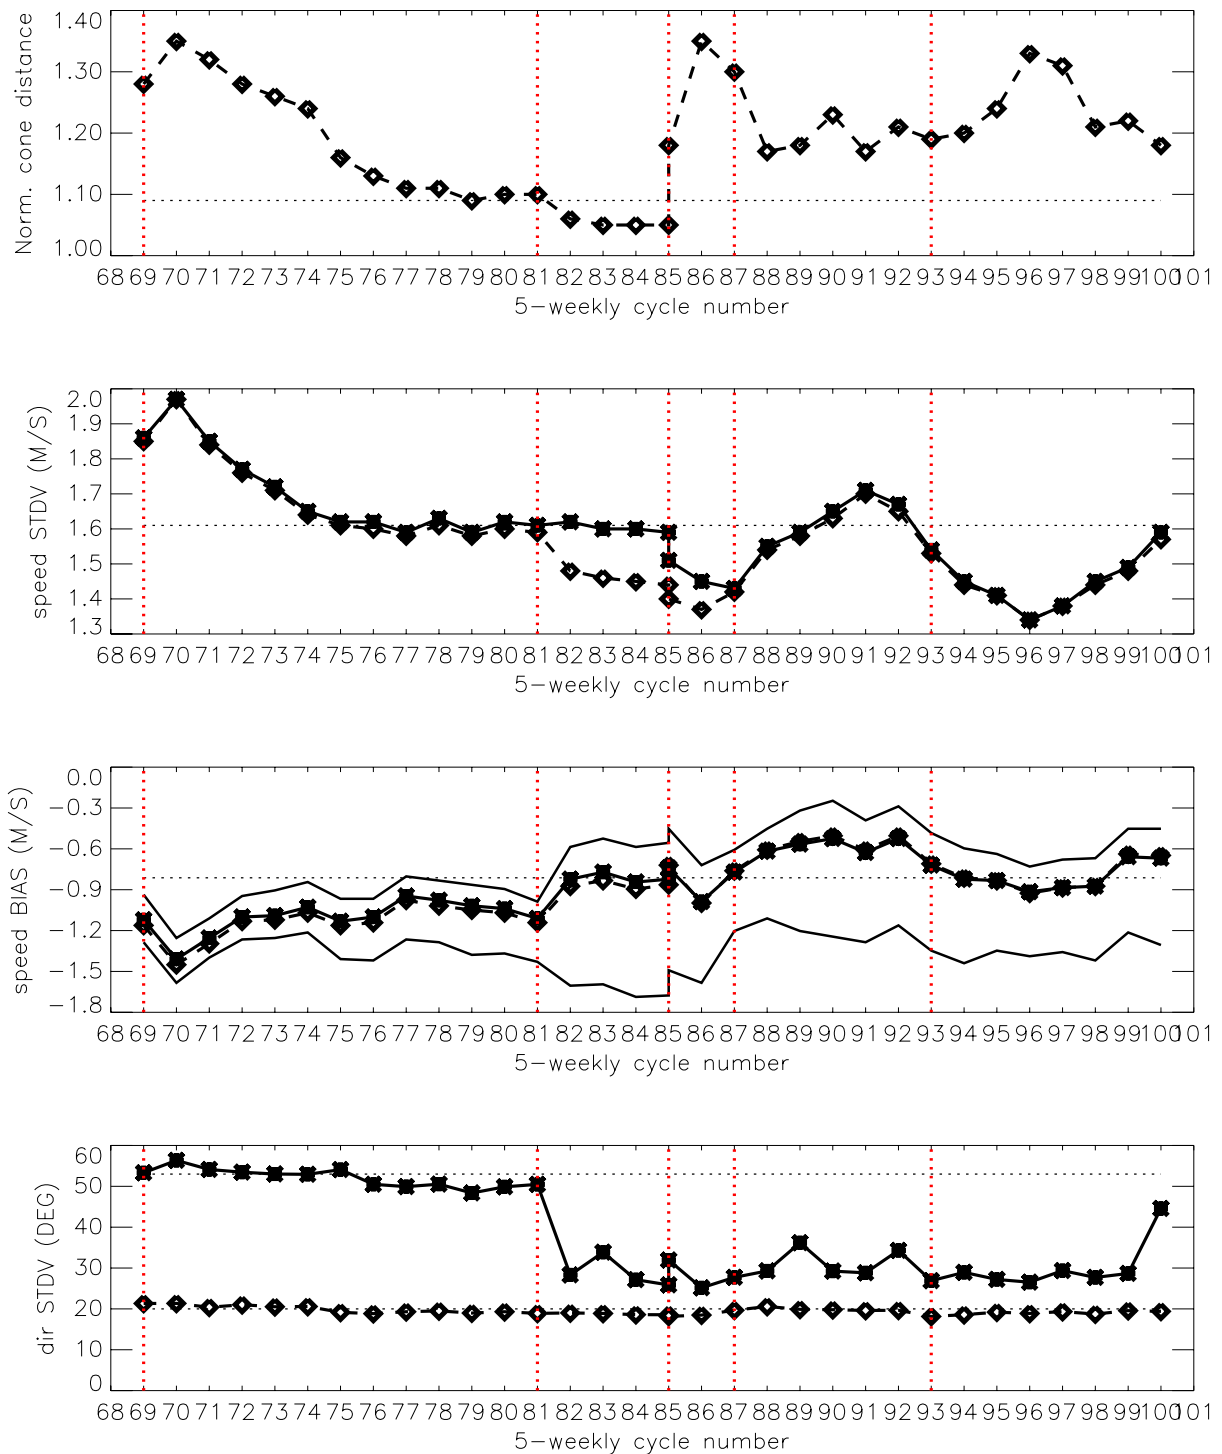 Norm. cone distance
1.40
1.30
1.20
1.10
1.00
68 69 70 71 72 73 74 75 76 77 78 79 80 81 82 83 84 85 86 87 88 89 90 91 92 93 94 95 96 97 98 99 100 101
5-weekly cycle number
speed STDV (M/S)
2.0
1.9
1.8
1.7
1.6
1.5
1.4
1.3
68 69 70 71 72 73 74 75 76 77 78 79 80 81 82 83 84 85 86 87 88 89 90 91 92 93 94 95 96 97 98 99 100 101
5-weekly cycle number
speed BIAS (M/S)
0.0
-0.3
-0.6
-0.9
-1.2
-1.5
-1.8
68 69 70 71 72 73 74 75 76 77 78 79 80 81 82 83 84 85 86 87 88 89 90 91 92 93 94 95 96 97 98 99 100 101
5-weekly cycle number
dir STDV (DEG)
60
50
40
30
20
10
0
68 69 70 71 72 73 74 75 76 77 78 79 80 81 82 83 84 85 86 87 88 89 90 91 92 93 94 95 96 97 98 99 100 101
5-weekly cycle number